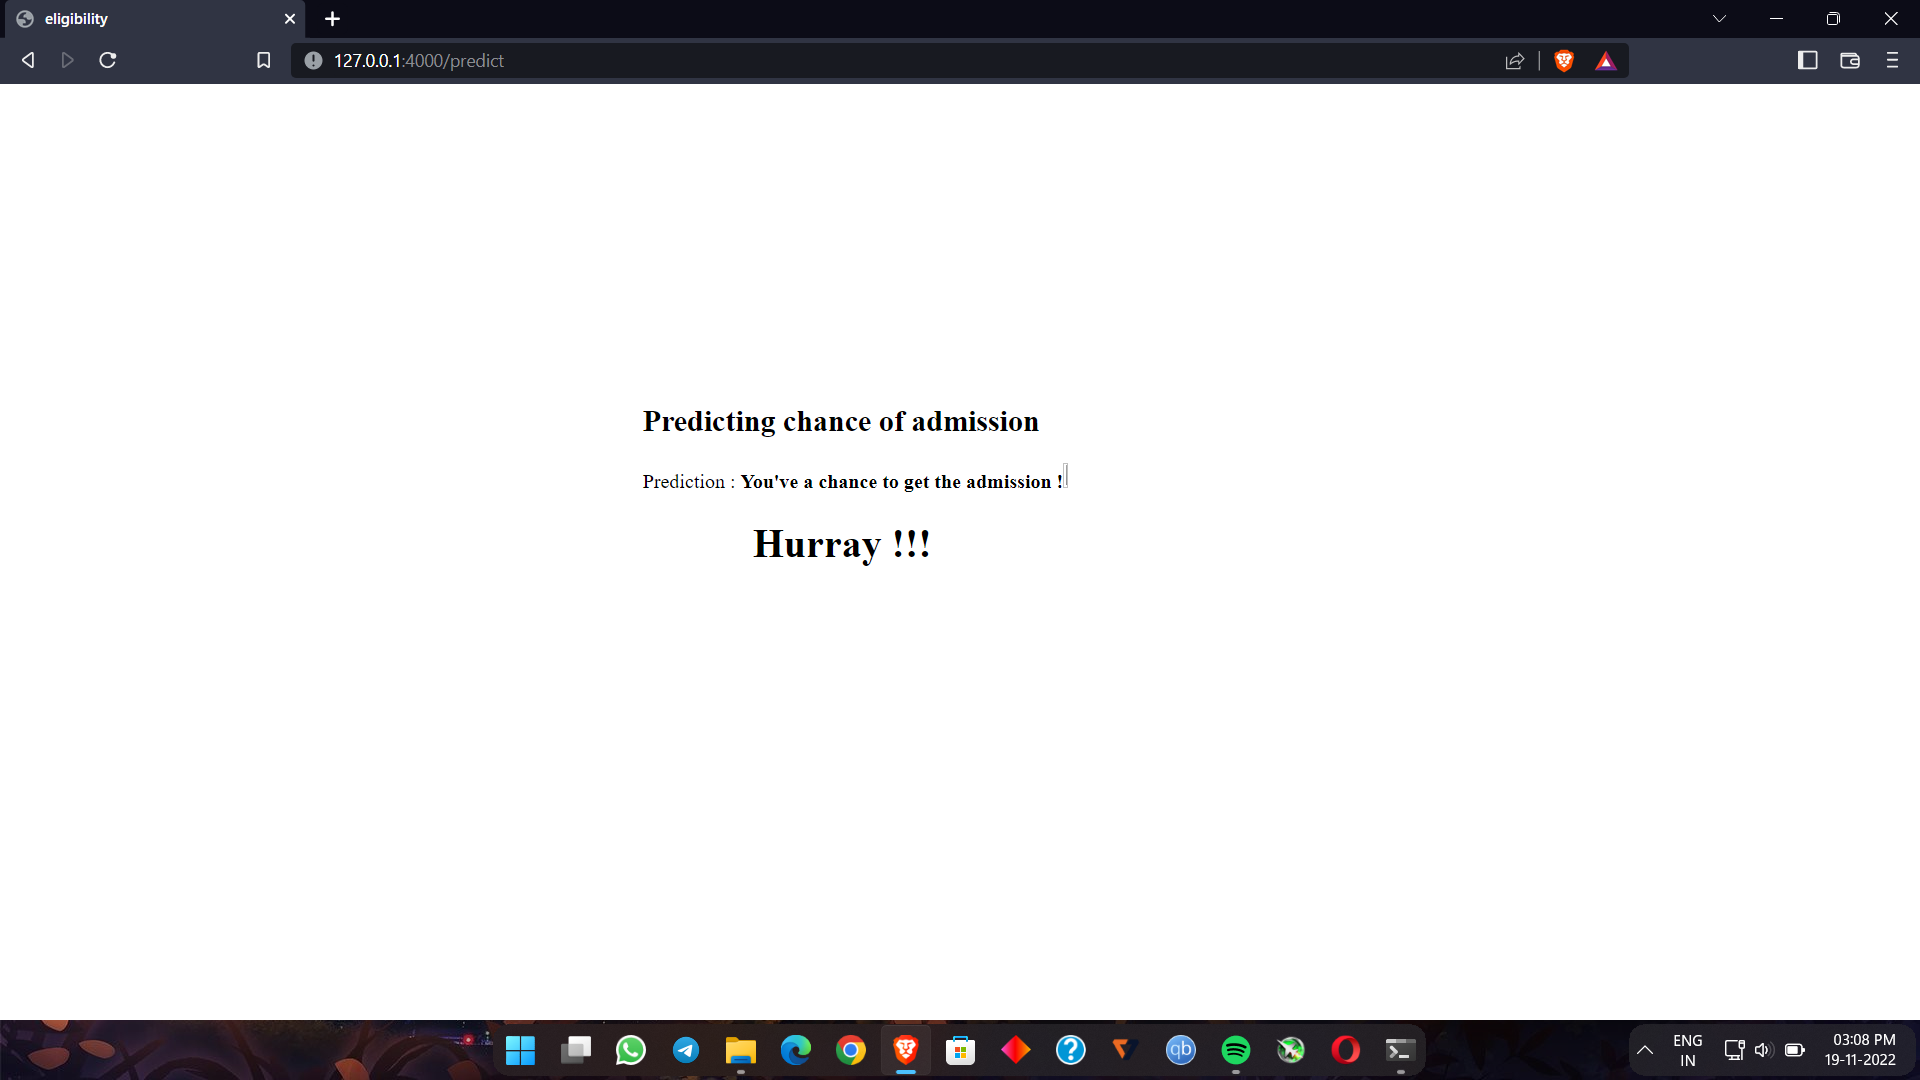 eligibility
127.0.0.1:4000/predict
Predicting chance of admission
Prediction : You've a chance to get the admission !
Hurray !!!
qb
ENG
IN
03:08 PM
19-11-2022